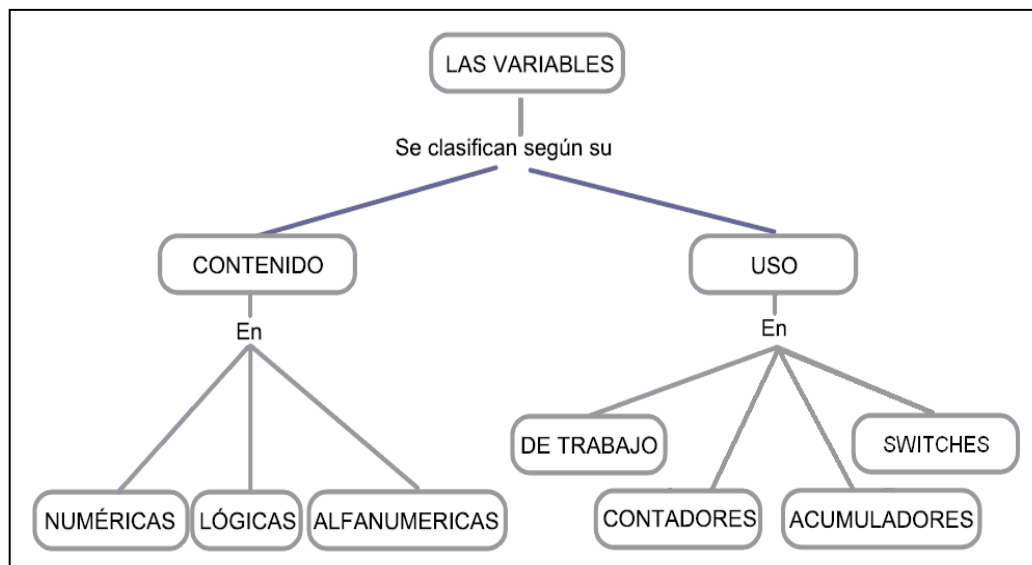 LAS VARIABLES
Se clasifican según su
CONTENIDO
USO
En
En
NUMÉRICAS
LÓGICAS
ALFANUMERICAS
DE TRABAJO
CONTADORES
ACUMULADORES
SWITCHES